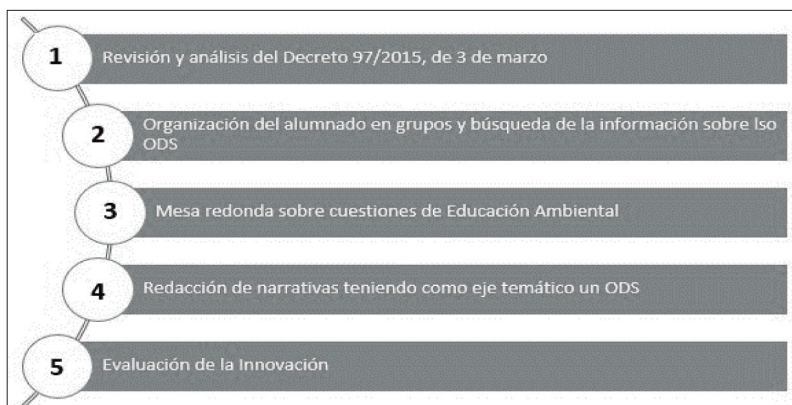 1
Revisión y análisis del Decreto 97/2015, de 3 de marzo
2
Organización del alumnado en grupos y búsqueda de la información sobre lso
ODS
3
Mesa redonda sobre cuestiones de Educación Ambiental
4
Redacción de narrativas teniendo como eje temático un ODS
5
Evaluación de la Innovación